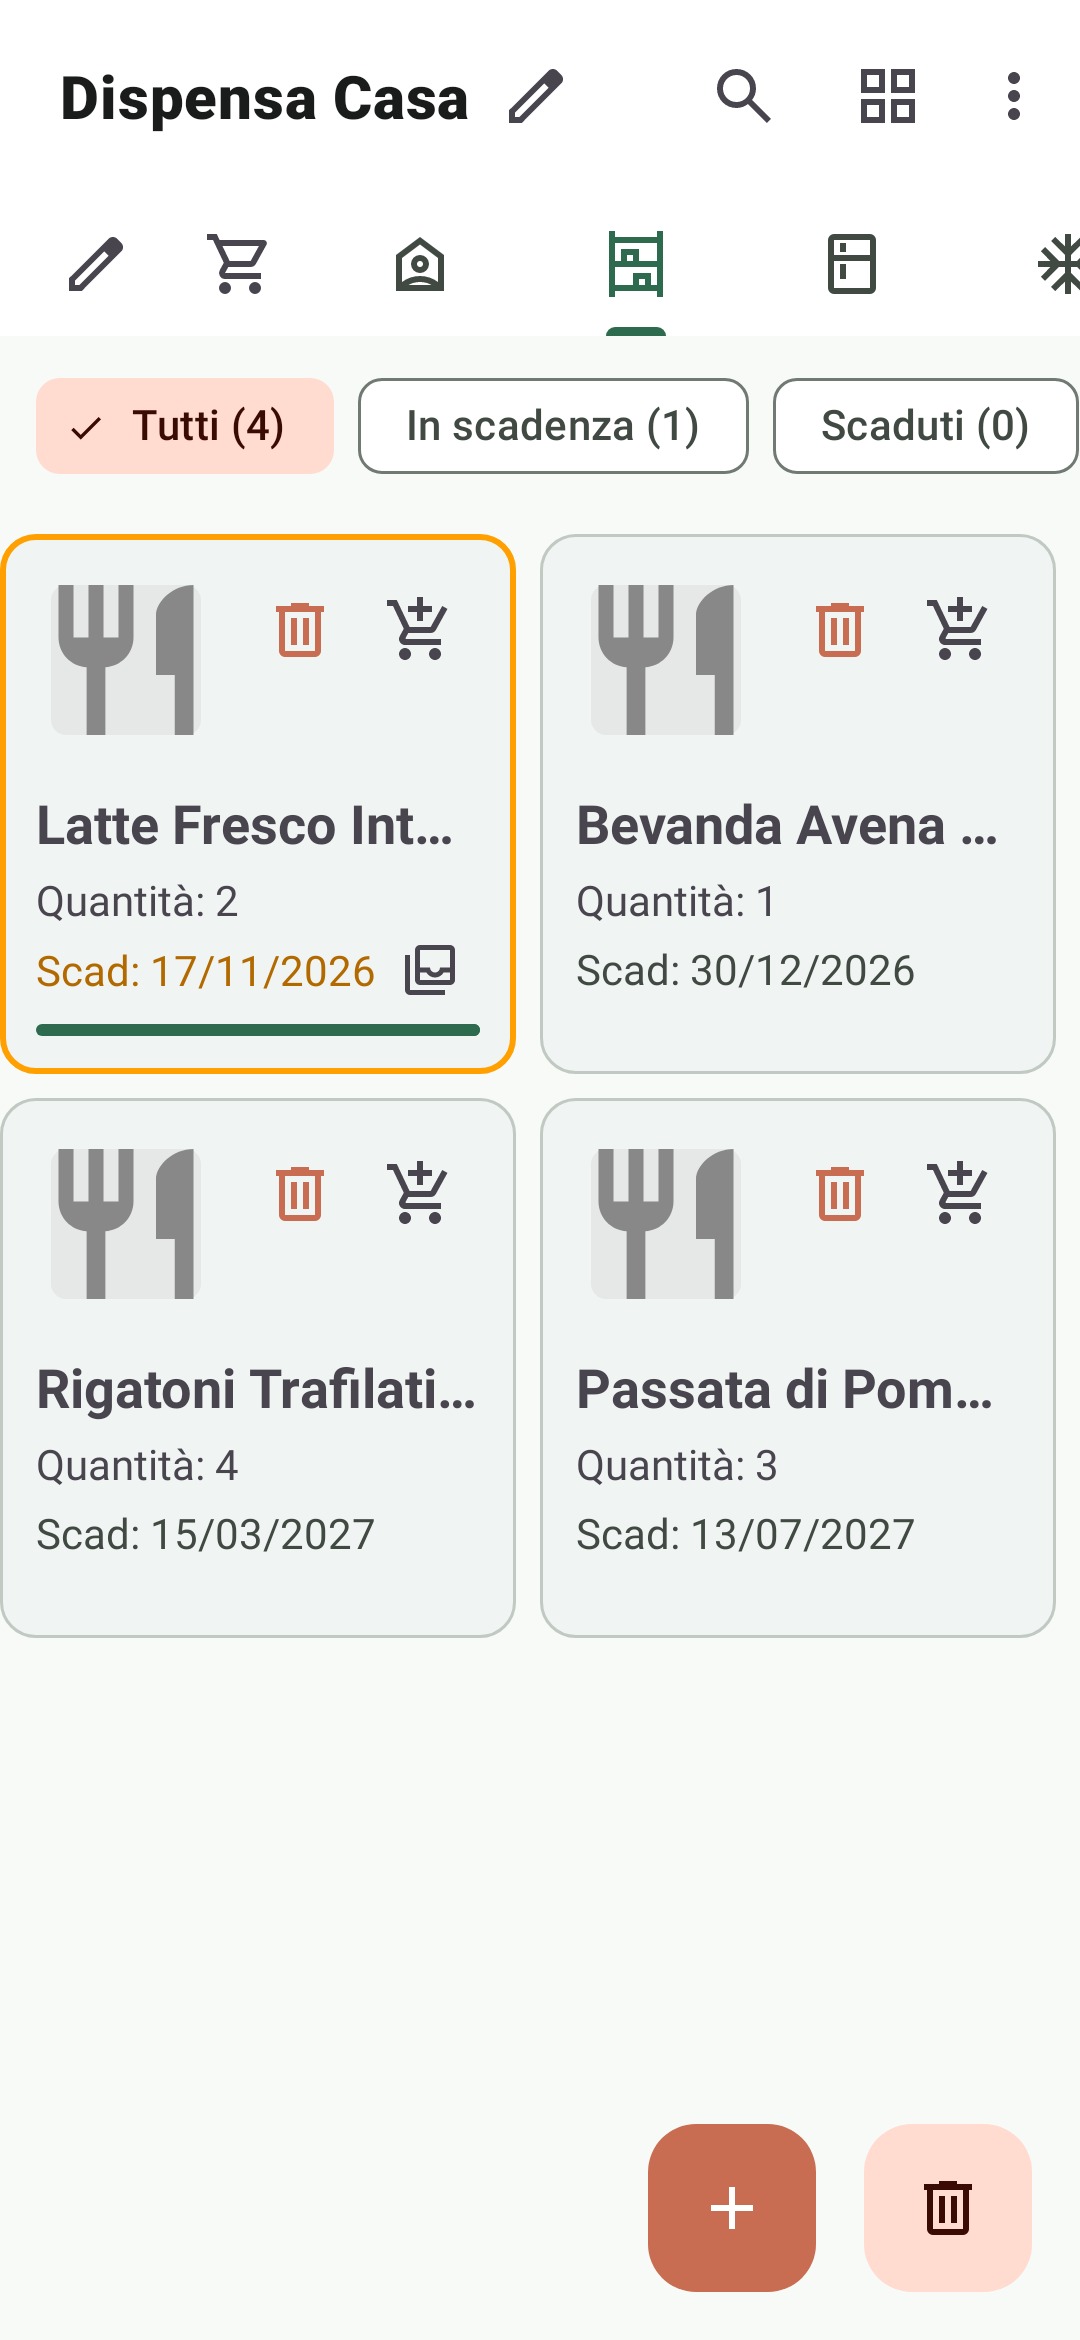 Dispensa Casa
Tutti (4)
In scadenza (1)
Scaduti (0)
Latte Fresco Int...
Quantità: 2
Scad: 17/11/2026
Bevanda Avena ...
Quantità: 1
Scad: 30/12/2026
Rigatoni Trafilati...
Quantità: 4
Scad: 15/03/2027
Passata di Pom...
Quantità: 3
Scad: 13/07/2027